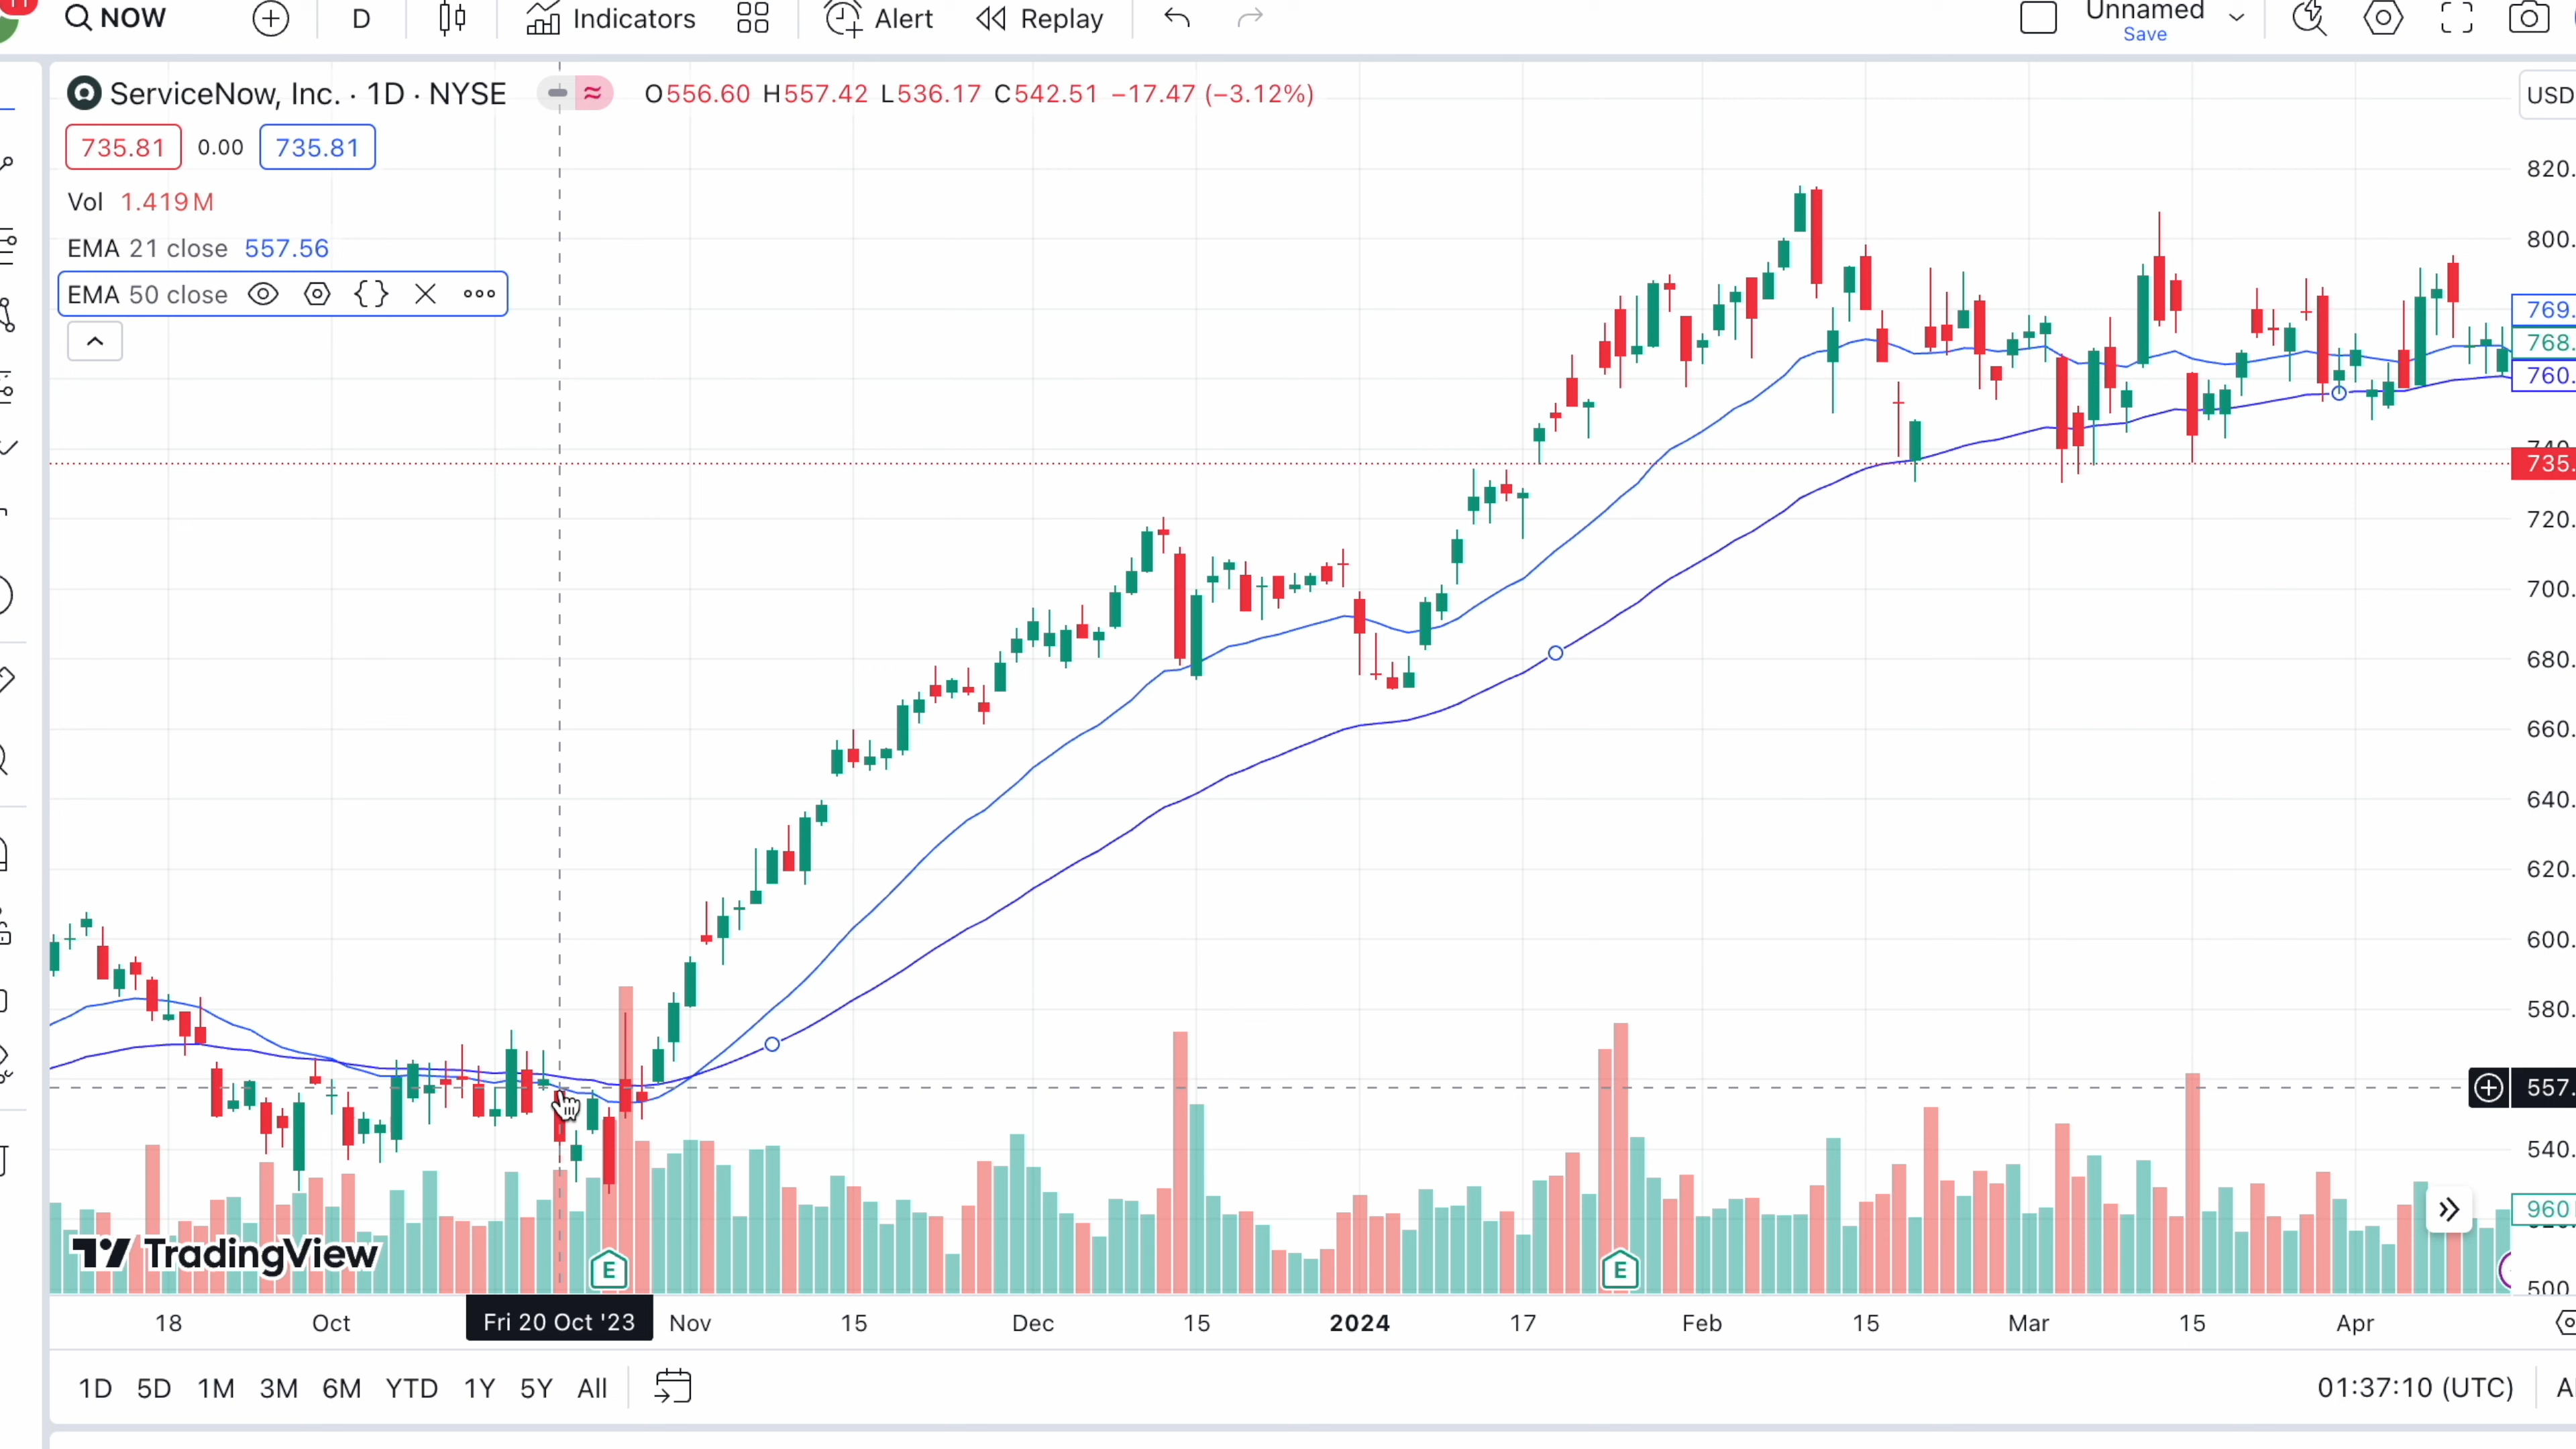 11
NOW
D
Indicators
Alert
Replay
Unnamed
Save
ServiceNow, Inc. · 1D · NYSE
O556.60 H557.42 L536.17 C542.51 −17.47 (−3.12%)
USD
735.81 0.00 735.81
Vol 1.419M
EMA 21 close 557.56
EMA 50 close
820.
800.
769.
768.
760.
740.
735.
720.
700.
680.
660.
640.
620.
600.
580.
557.
540.
960
500
TradingView
E
E
18 Oct Fri 20 Oct '23 Nov 15 Dec 15 2024 17 Feb 15 Mar 15 Apr
1D 5D 1M 3M 6M YTD 1Y 5Y All
01:37:10 (UTC)